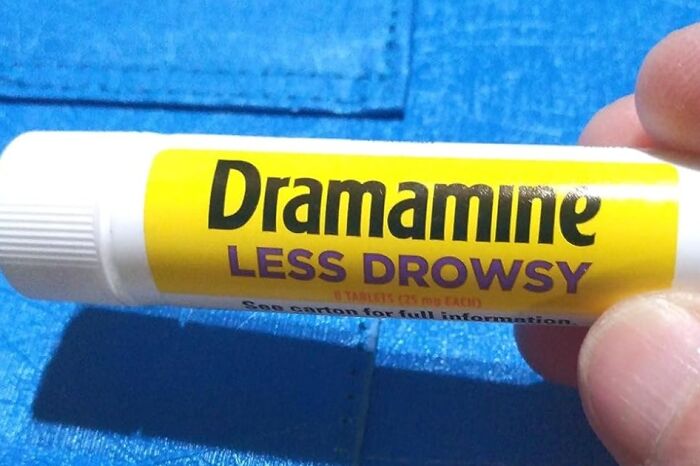 Dramamine
LESS DROWSY
8 TABLETS (25 mg EACH)
See carton for full information.